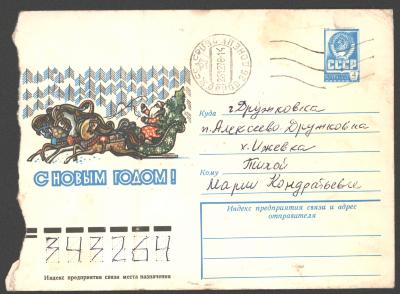 СССР
4
Куда г. Дружковка
п. Алексеево-Дружковка
х. Ижевка
Тихой
Кому Марии Кондратьевне
С НОВЫМ ГОДОМ!
Индекс предприятия связи и адрес
отправителя
343264
Индекс предприятия связи места назначения